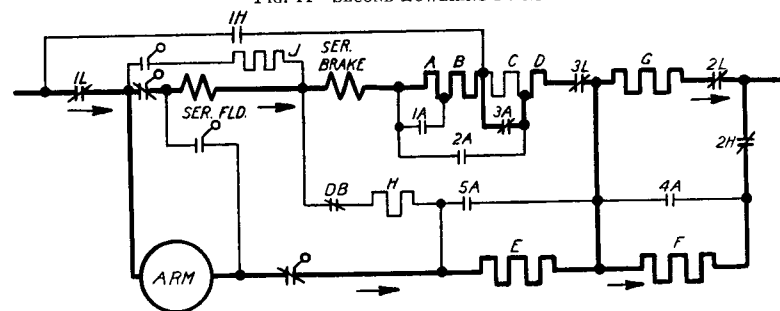 1H
J
SER.
BRAKE
A B C D 3L G 2L
1L
SER. FLD.
1A 3A
2A
2H
DB H 5A 4A
E F
ARM